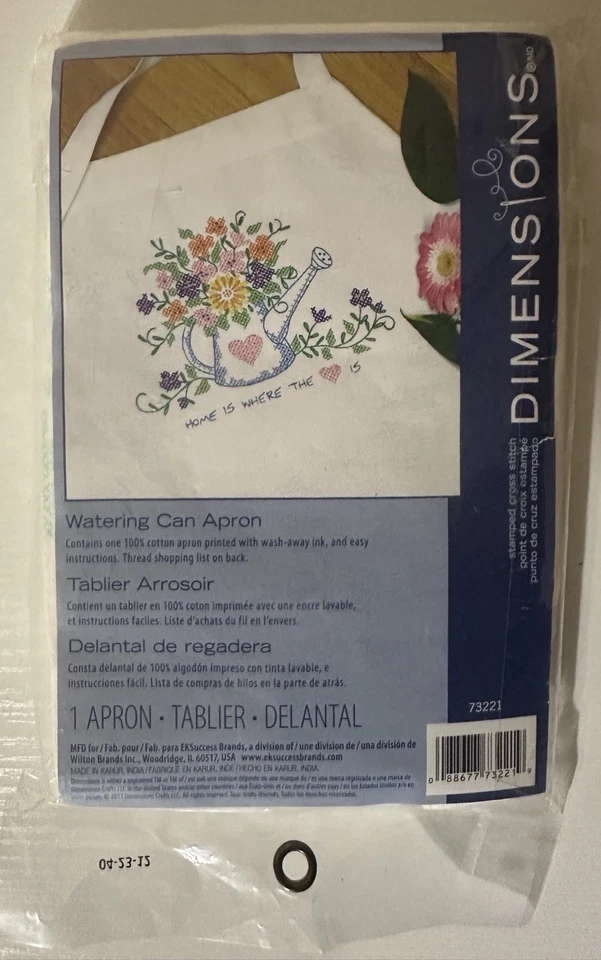 HOME IS WHERE THE IS
DIMENSIONS
stamped cross stitch
point de croix estampé
punto de cruz estampado
Watering Can Apron
Contains one 100% cotton apron printed with wash-away ink, and easy
instructions. Thread shopping list on back.
Tablier Arrosoir
Contient un tablier en 100% coton imprimée avec une encre lavable,
et instructions faciles. Liste d'achats du fil en l'envers.
Delantal de regadera
Consta delantal de 100% algodón impreso con tinta lavable, e
instrucciones fácil. Lista de compras de hilos en la parte de atrás.
1 APRON • TABLIER • DELANTAL
73221
MFD for / Fab. pour / Fab. para EKSuccess Brands, a division of / une division de / una división de
Wilton Brands Inc., Woodridge, IL 60517, USA www.eksuccessbrands.com
MADE IN KARUR, INDIA / FABRIQUÉ EN KARUR, INDE / HECHO EN KARUR, INDIA.
0 88677 73221 9
04-23-12